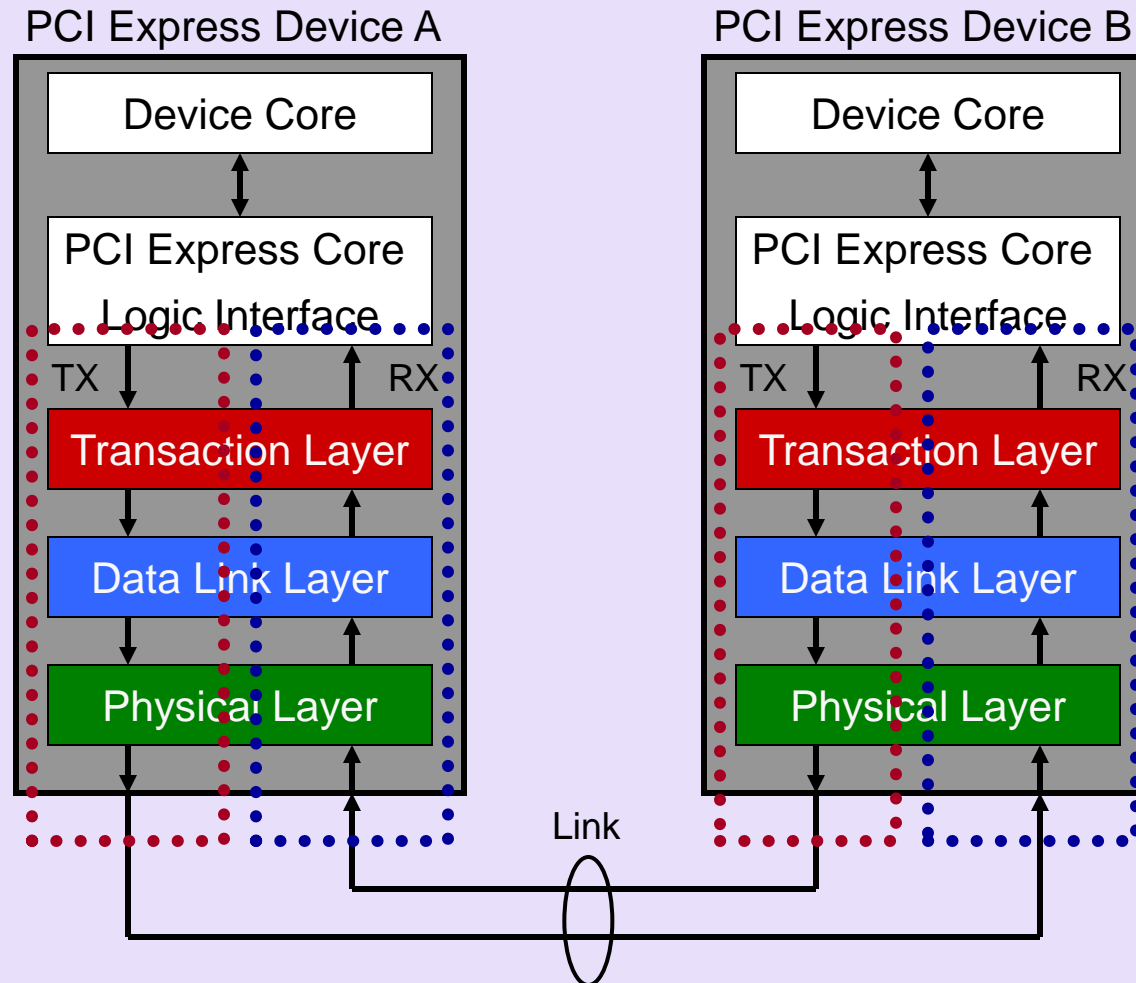 PCI Express Device A
Device Core
PCI Express Core
Logic Interface
TX
RX
Transaction Layer
Data Link Layer
Physical Layer
PCI Express Device B
Device Core
PCI Express Core
Logic Interface
TX
RX
Transaction Layer
Data Link Layer
Physical Layer
Link